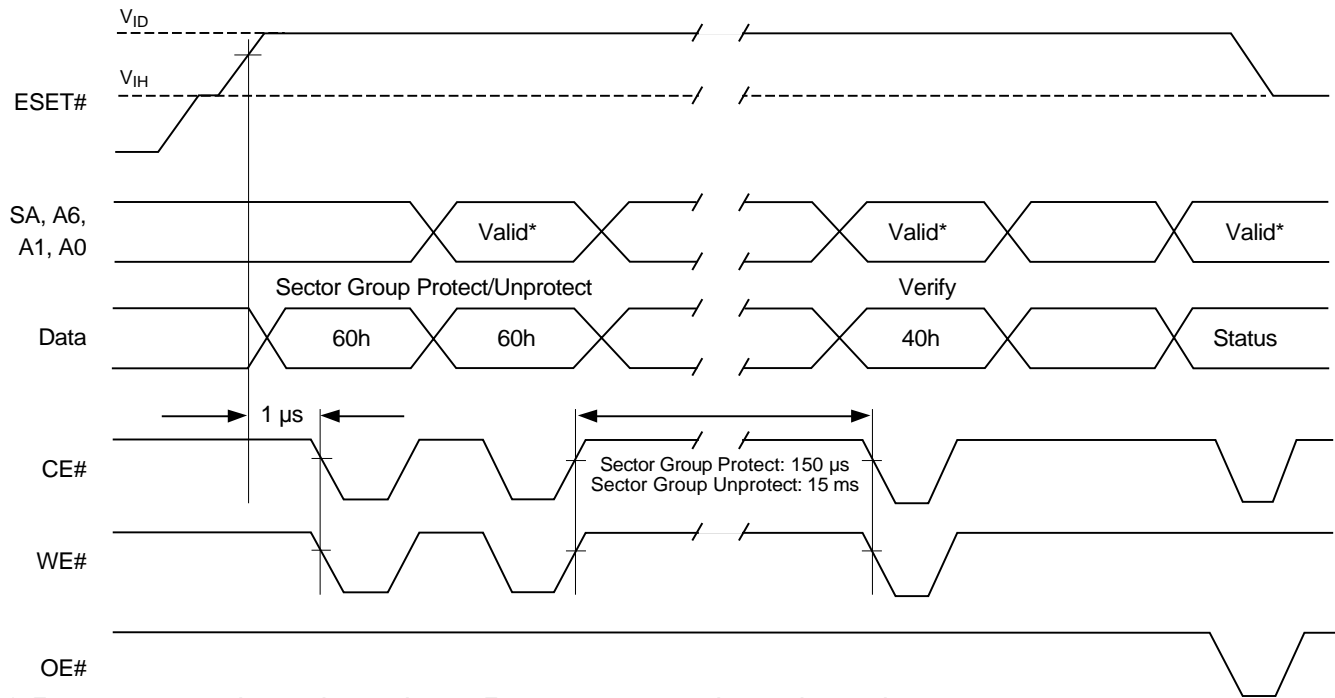 VID
VIH
ESET#
SA, A6,
A1, A0
Valid*
Valid*
Valid*
Sector Group Protect/Unprotect
Verify
Data
60h
60h
40h
Status
1 µs
CE#
Sector Group Protect: 150 µs
Sector Group Unprotect: 15 ms
WE#
OE#